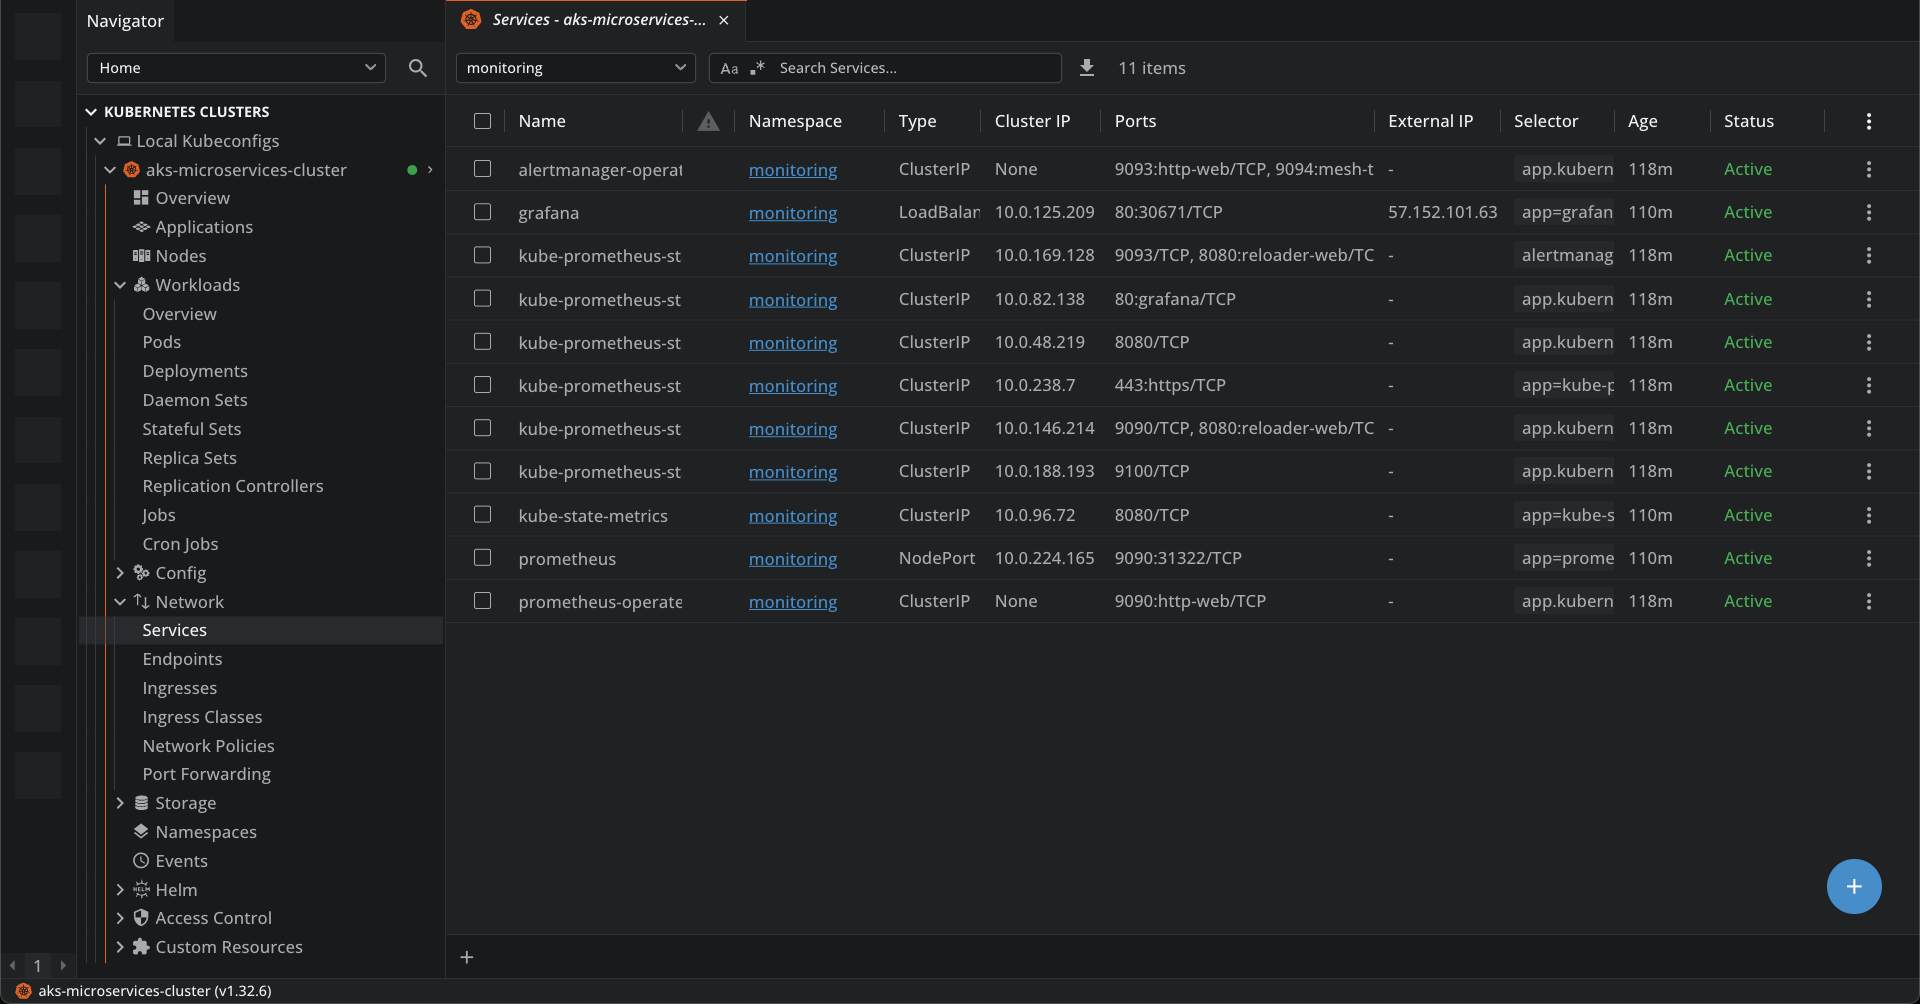 Navigator
Services - aks-microservices-...
Home
monitoring
Aa .* Search Services...
11 items
KUBERNETES CLUSTERS
Local Kubeconfigs
aks-microservices-cluster
Overview
Applications
Nodes
Workloads
Overview
Pods
Deployments
Daemon Sets
Stateful Sets
Replica Sets
Replication Controllers
Jobs
Cron Jobs
Config
Network
Services
Endpoints
Ingresses
Ingress Classes
Network Policies
Port Forwarding
Storage
Namespaces
Events
HELM Helm
Access Control
Custom Resources
Name Namespace Type Cluster IP Ports External IP Selector Age Status
alertmanager-operat monitoring ClusterIP None 9093:http-web/TCP, 9094:mesh-t - app.kubern 118m Active
grafana monitoring LoadBalan 10.0.125.209 80:30671/TCP 57.152.101.63 app=grafan 110m Active
kube-prometheus-st monitoring ClusterIP 10.0.169.128 9093/TCP, 8080:reloader-web/TC - alertmanag 118m Active
kube-prometheus-st monitoring ClusterIP 10.0.82.138 80:grafana/TCP - app.kubern 118m Active
kube-prometheus-st monitoring ClusterIP 10.0.48.219 8080/TCP - app.kubern 118m Active
kube-prometheus-st monitoring ClusterIP 10.0.238.7 443:https/TCP - app=kube-p 118m Active
kube-prometheus-st monitoring ClusterIP 10.0.146.214 9090/TCP, 8080:reloader-web/TC - app.kubern 118m Active
kube-prometheus-st monitoring ClusterIP 10.0.188.193 9100/TCP - app.kubern 118m Active
kube-state-metrics monitoring ClusterIP 10.0.96.72 8080/TCP - app=kube-s 110m Active
prometheus monitoring NodePort 10.0.224.165 9090:31322/TCP - app=prome 110m Active
prometheus-operate monitoring ClusterIP None 9090:http-web/TCP - app.kubern 118m Active
1
aks-microservices-cluster (v1.32.6)